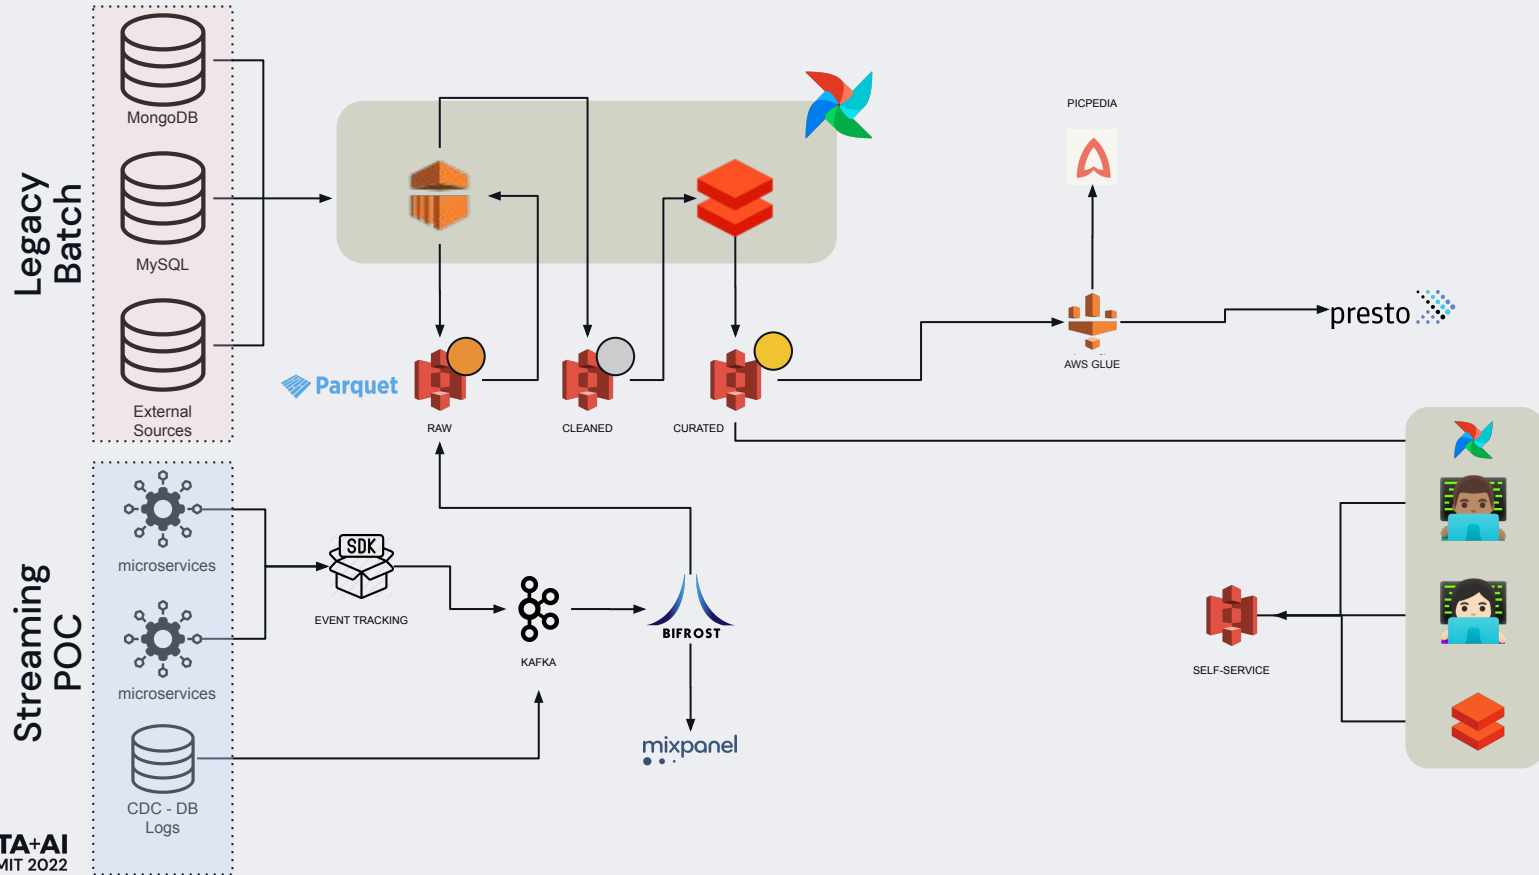 Legacy
Batch
MongoDB
MySQL
External
Sources
PICPEDIA
presto
AWS GLUE
Parquet
RAW
CLEANED
CURATED
Streaming
POC
microservices
SDK
EVENT TRACKING
microservices
KAFKA
BIFROST
SELF-SERVICE
mixpanel
CDC - DB
Logs
TA+AI
MIT 2022